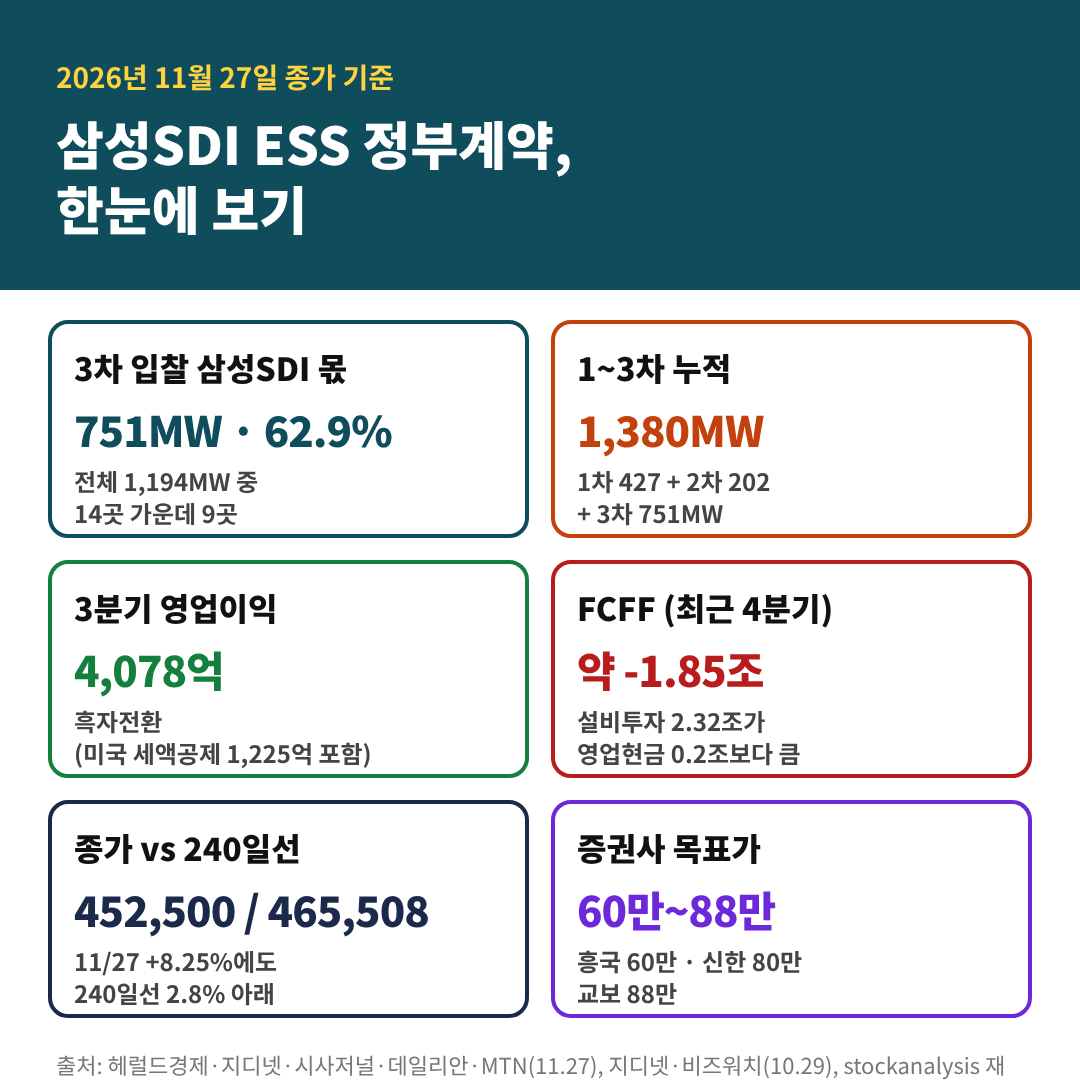 2026년 11월 27일 종가 기준
삼성SDI ESS 정부계약,
한눈에 보기
3차 입찰 삼성SDI 몫
751MW · 62.9%
전체 1,194MW 중
14곳 가운데 9곳
1~3차 누적
1,380MW
1차 427 + 2차 202
+ 3차 751MW
3분기 영업이익
4,078억
흑자전환
(미국 세액공제 1,225억 포함)
FCFF (최근 4분기)
약 -1.85조
설비투자 2.32조가
영업현금 0.2조보다 큼
종가 vs 240일선
452,500 / 465,508
11/27 +8.25%에도
240일선 2.8% 아래
증권사 목표가
60만~88만
흥국 60만 · 신한 80만
교보 88만
출처: 헤럴드경제·지디넷·시사저널·데일리안·MTN(11.27), 지디넷·비즈워치(10.29), stockanalysis 재